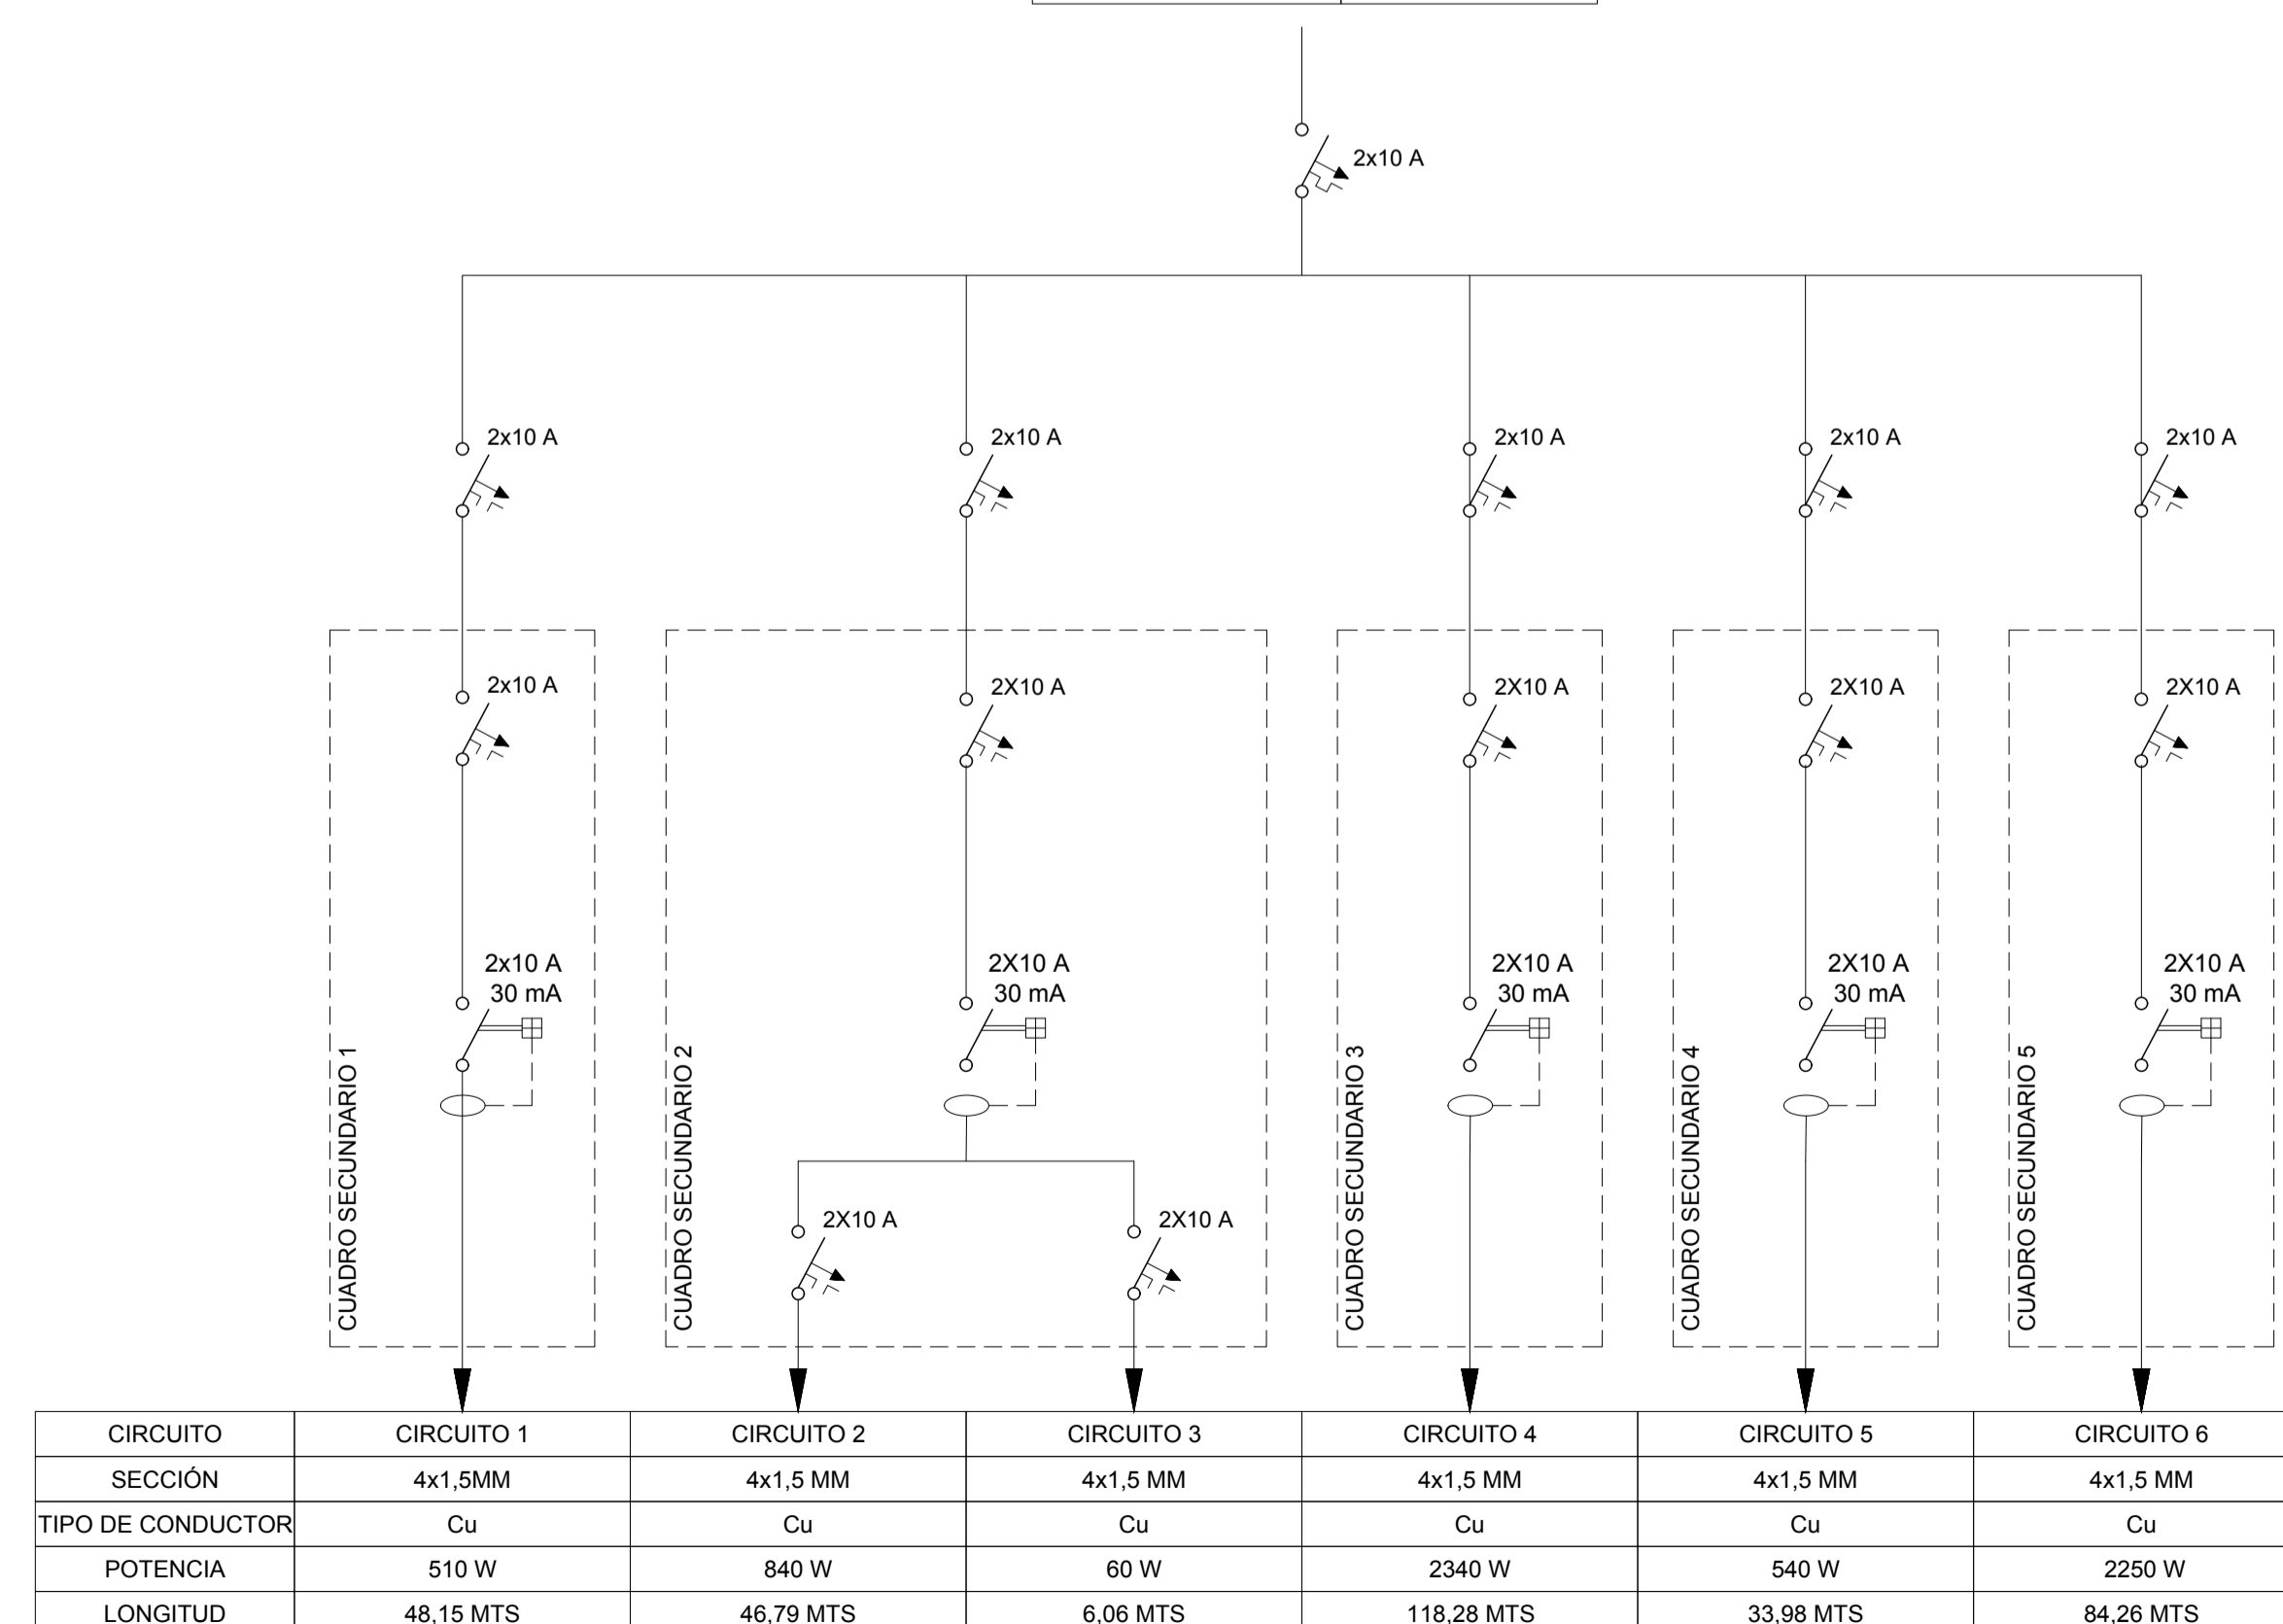 2x10 A
2x10 A 2x10 A 2x10 A 2x10 A 2x10 A
2x10 A 2X10 A 2X10 A 2X10 A 2X10 A
2x10 A 2X10 A 2X10 A 2X10 A 2X10 A
30 mA 30 mA 30 mA 30 mA 30 mA
CUADRO SECUNDARIO 1
CUADRO SECUNDARIO 2
CUADRO SECUNDARIO 3
CUADRO SECUNDARIO 4
CUADRO SECUNDARIO 5
2X10 A 2X10 A
CIRCUITO CIRCUITO 1 CIRCUITO 2 CIRCUITO 3 CIRCUITO 4 CIRCUITO 5 CIRCUITO 6
SECCIÓN 4x1,5MM 4x1,5 MM 4x1,5 MM 4x1,5 MM 4x1,5 MM 4x1,5 MM
TIPO DE CONDUCTOR Cu Cu Cu Cu Cu Cu
POTENCIA 510 W 840 W 60 W 2340 W 540 W 2250 W
LONGITUD 48,15 MTS 46,79 MTS 6,06 MTS 118,28 MTS 33,98 MTS 84,26 MTS